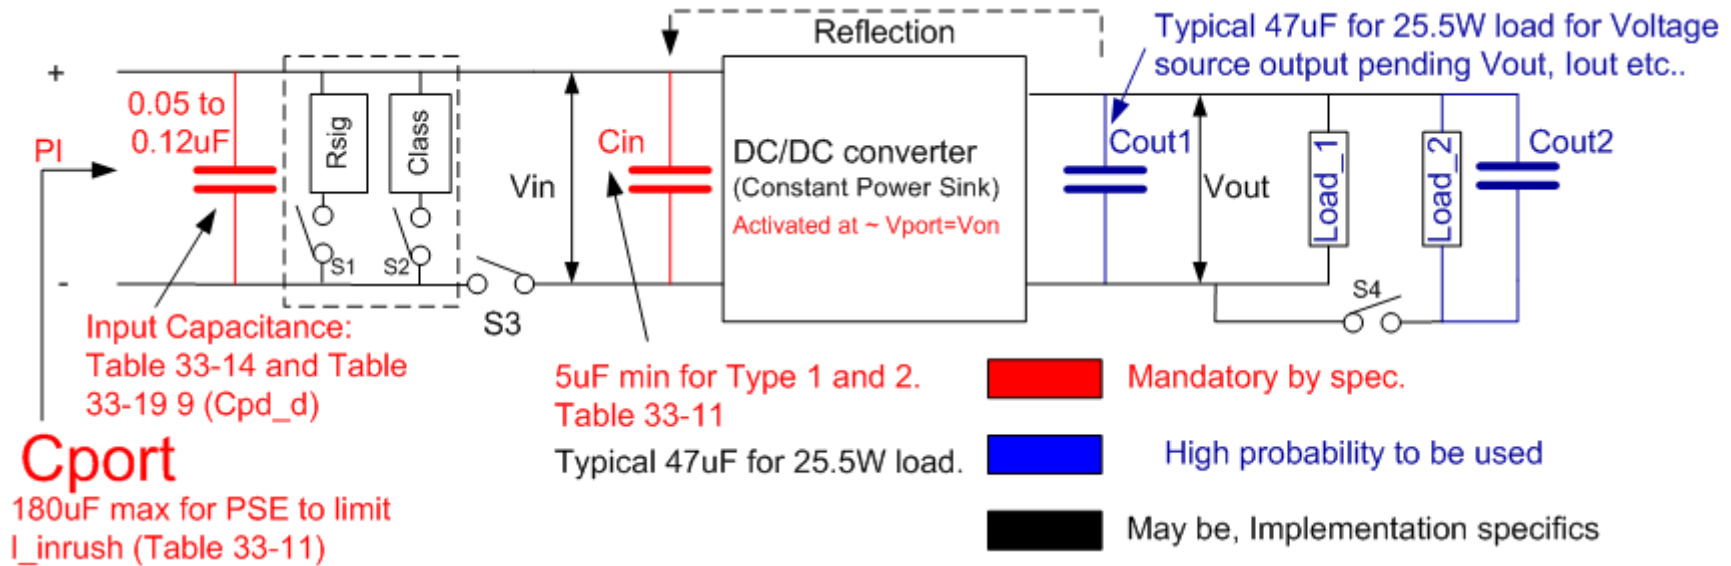 Reflection
Typical 47uF for 25.5W load for Voltage
source output pending Vout, Iout etc..
+
0.05 to
0.12uF
PI
Rsig
Class
S1
S2
-
S3
Vin
Cin
DC/DC converter
(Constant Power Sink)
Activated at ~ Vport=Von
Cout1
Vout
Load_1
Load_2
Cout2
S4
Input Capacitance:
Table 33-14 and Table
33-19 9 (Cpd_d)
5uF min for Type 1 and 2.
Table 33-11
Typical 47uF for 25.5W load.
Cport
180uF max for PSE to limit
I_inrush (Table 33-11)
Mandatory by spec.
High probability to be used
May be, Implementation specifics